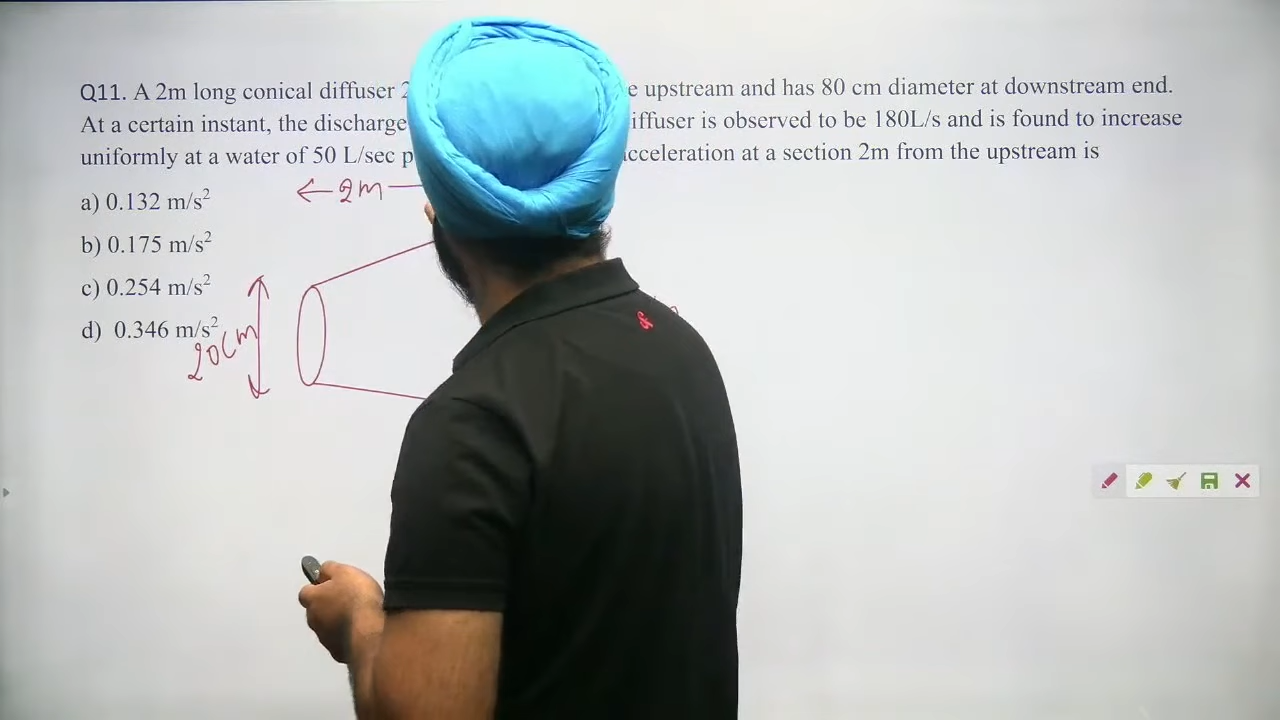 Q11. A 2m long conical diffuser 2 e upstream and has 80 cm diameter at downstream end.
At a certain instant, the discharge iffuser is observed to be 180L/s and is found to increase
uniformly at a water of 50 L/sec p cceleration at a section 2m from the upstream is
a) 0.132 m/s²
b) 0.175 m/s²
c) 0.254 m/s²
d) 0.346 m/s²
2m
20cm